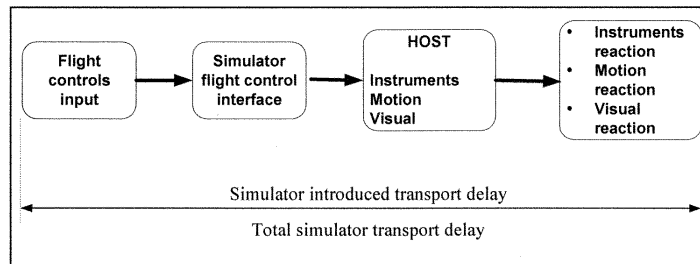 Flight
controls
input
Simulator
flight control
interface
HOST
Instruments
Motion
Visual
• Instruments
reaction
• Motion
reaction
• Visual
reaction
Simulator introduced transport delay
Total simulator transport delay